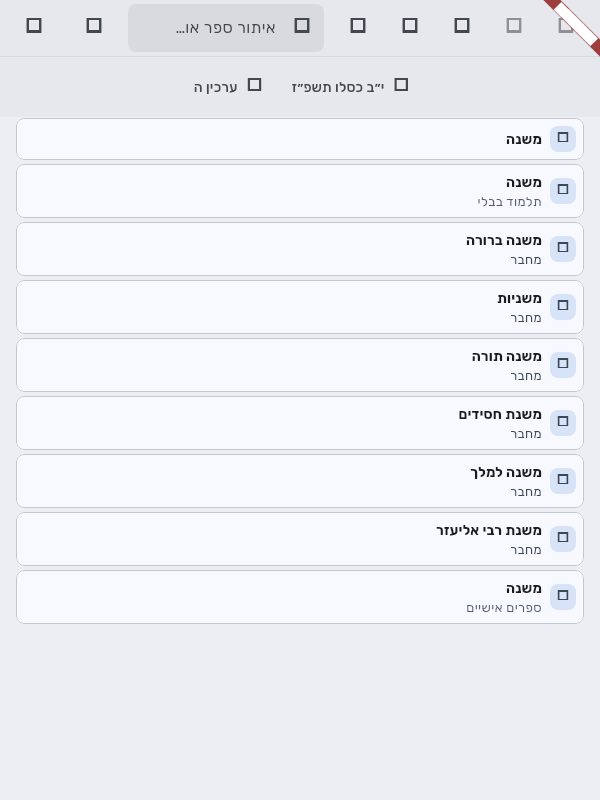 איתור ספר או...
י״ב כסלו תשפ״ז
ערכין ה
משנה
משנה
תלמוד בבלי
משנה ברורה
מחבר
משניות
מחבר
משנה תורה
מחבר
משנת חסידים
מחבר
משנה למלך
מחבר
משנת רבי אליעזר
מחבר
משנה
ספרים אישיים